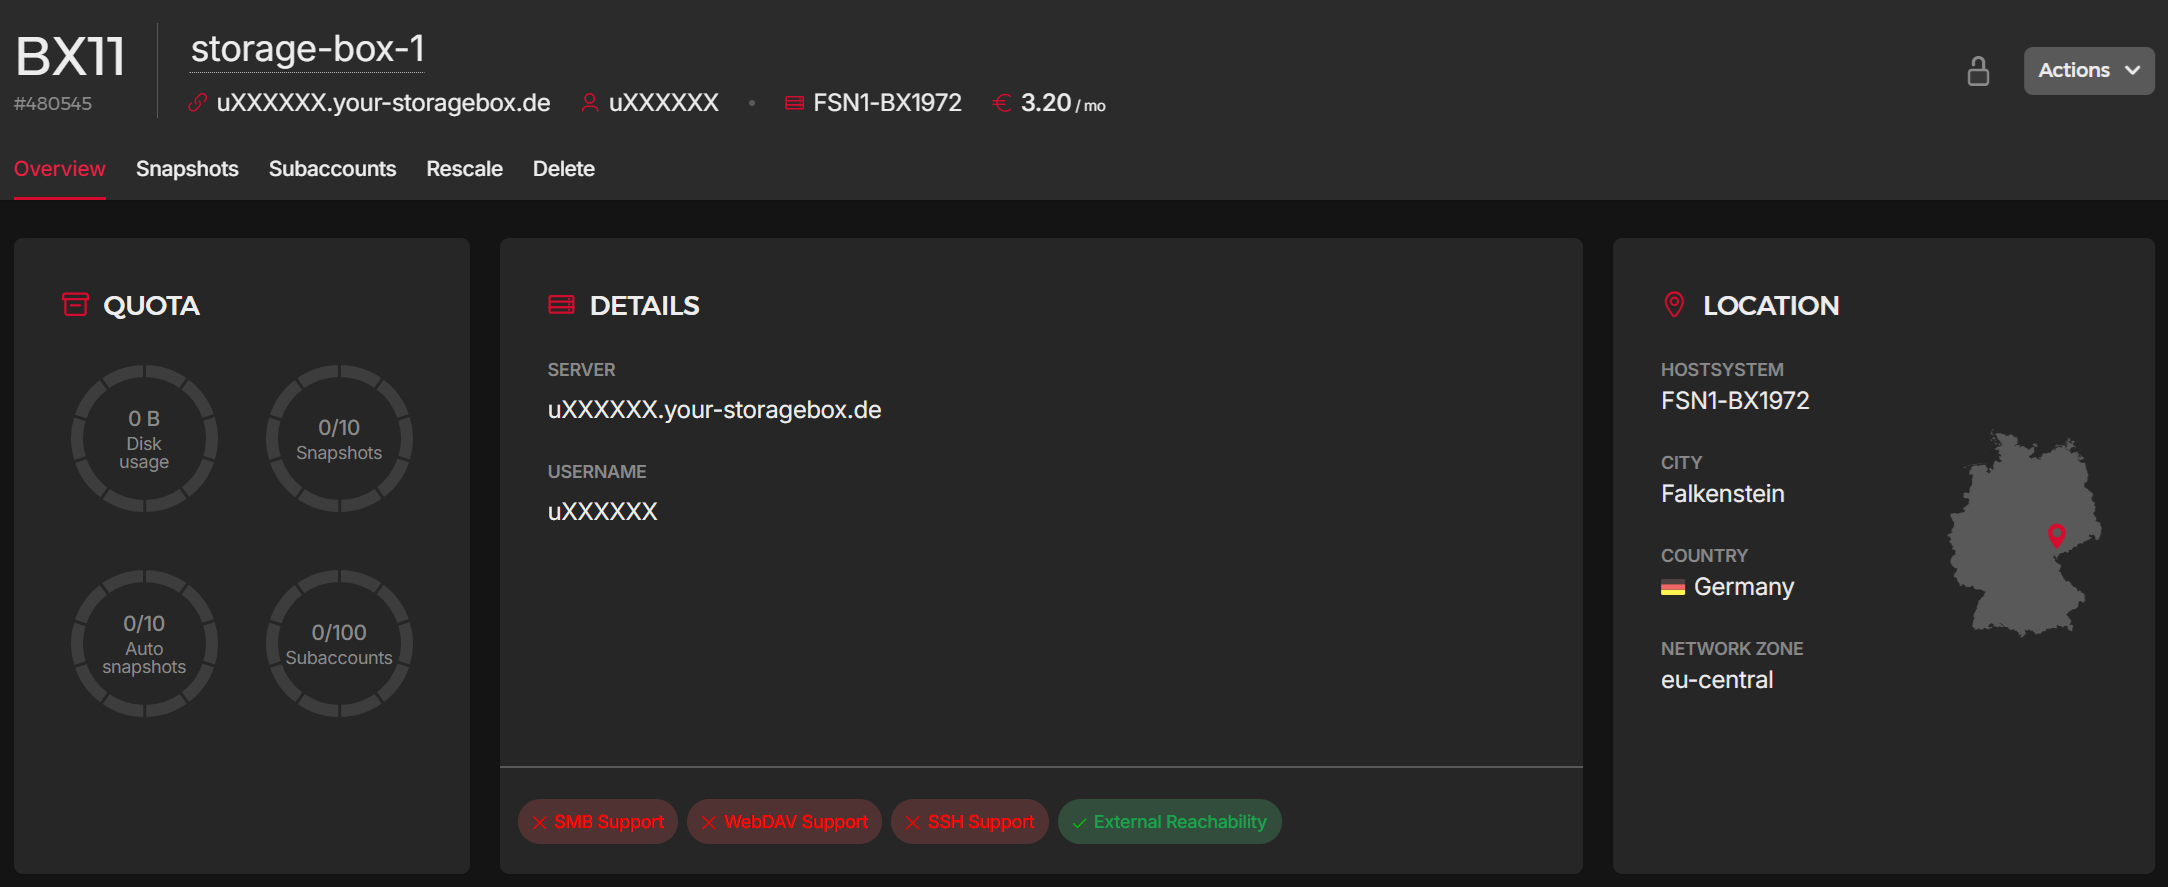 BX11
#480545
storage-box-1
uXXXXXX.your-storagebox.de uXXXXXX • FSN1-BX1972 € 3.20 / mo
Actions
Overview Snapshots Subaccounts Rescale Delete
QUOTA
0 B
Disk
usage
0/10
Snapshots
0/10
Auto
snapshots
0/100
Subaccounts
DETAILS
SERVER
uXXXXXX.your-storagebox.de
USERNAME
uXXXXXX
SMB Support WebDAV Support SSH Support External Reachability
LOCATION
HOSTSYSTEM
FSN1-BX1972
CITY
Falkenstein
COUNTRY
Germany
NETWORK ZONE
eu-central